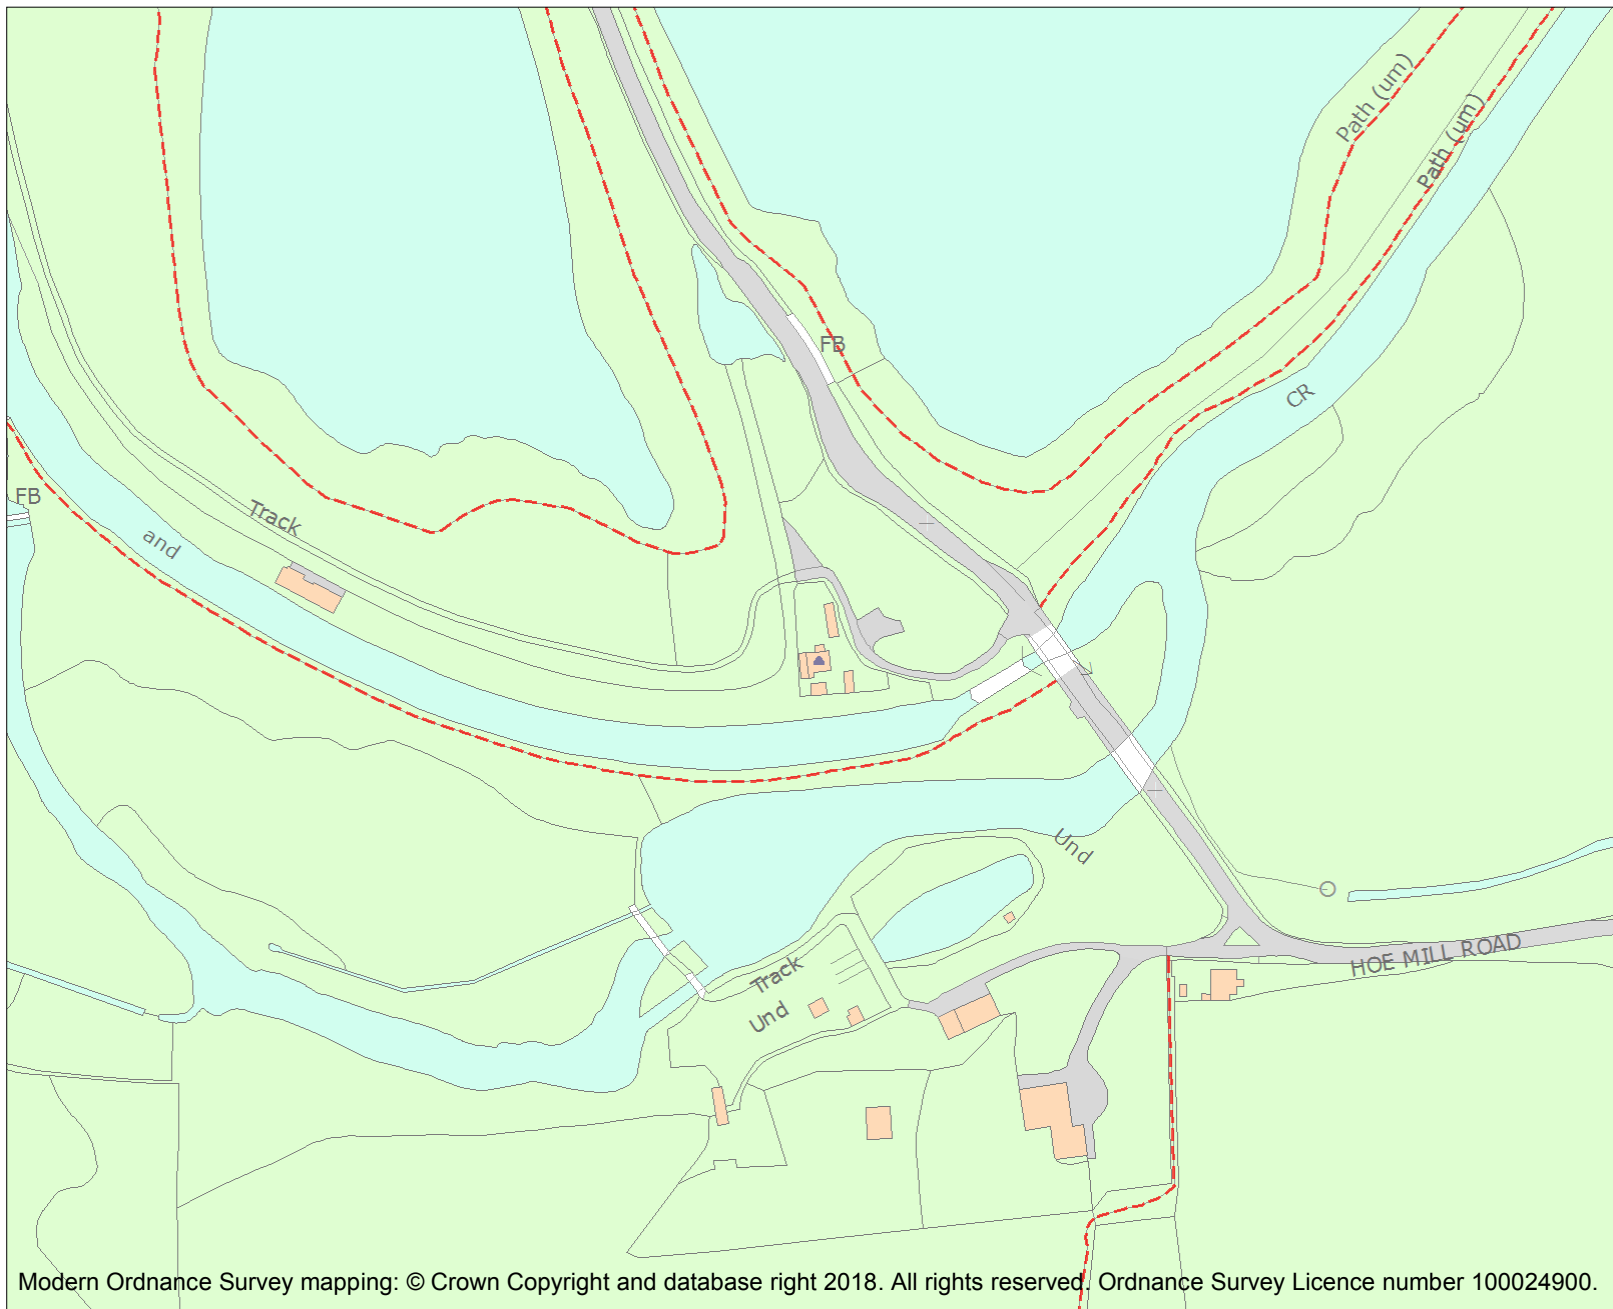 Path (um)
Path (um)
FB
CR
FB
Track
and
Und
HOE MILL ROAD
Track
Und
Modern Ordnance Survey mapping: © Crown Copyright and database right 2018. All rights reserved. Ordnance Survey Licence number 100024900.